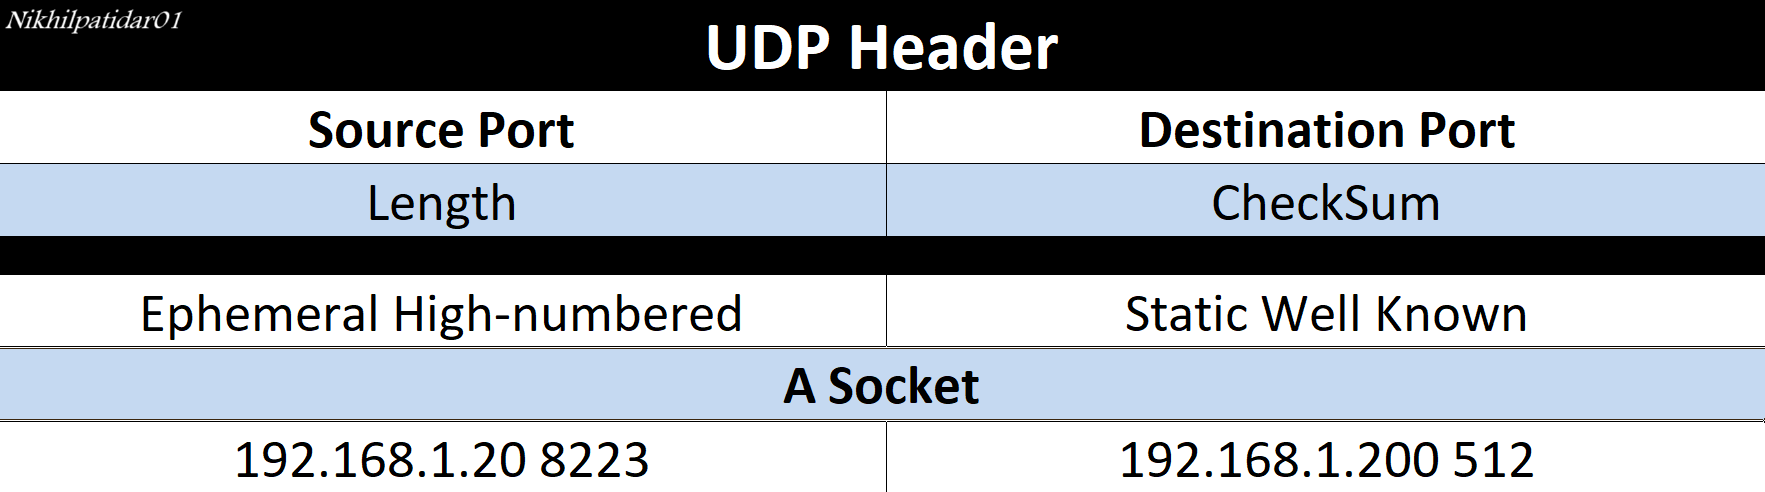 Nikhilpatidar01
UDP Header
Source Port
Destination Port
Length
CheckSum
Ephemeral High-numbered
Static Well Known
A Socket
192.168.1.20 8223
192.168.1.200 512